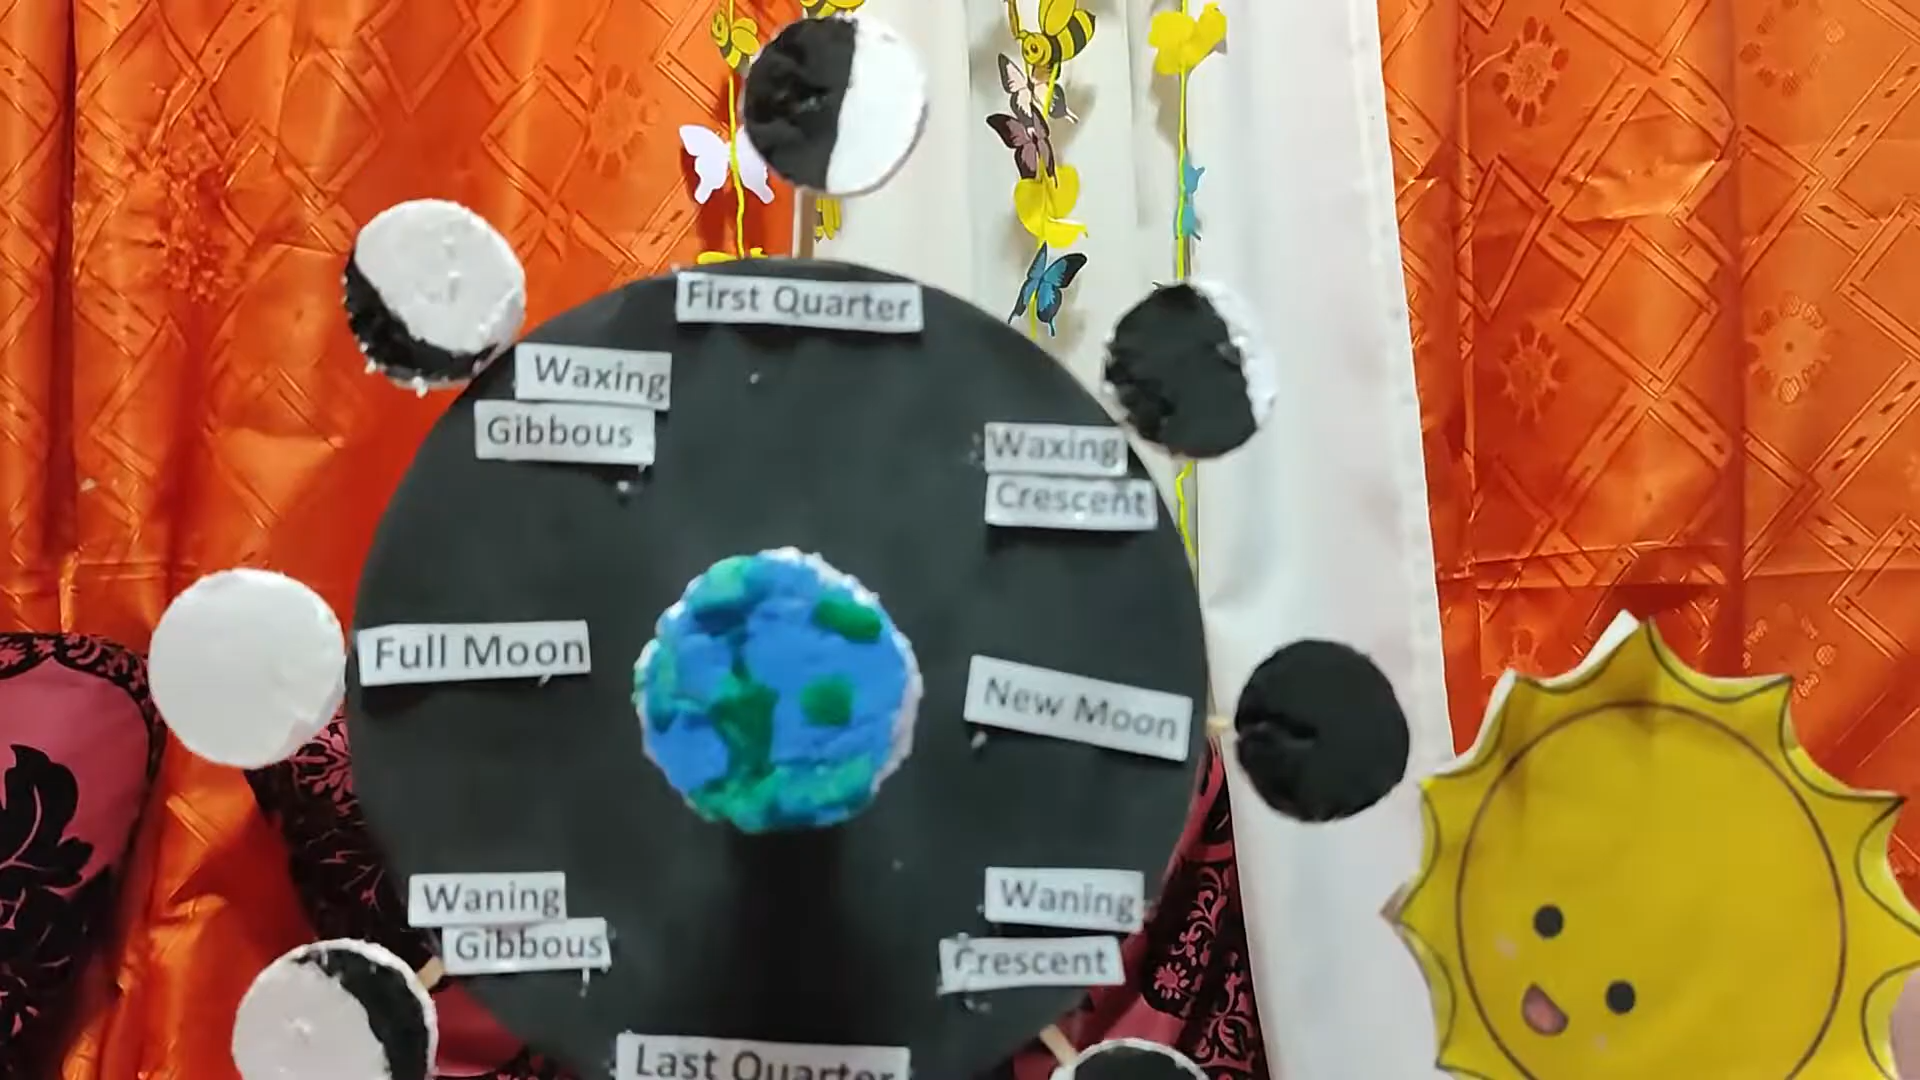 First Quarter
Waxing
Gibbous
Waxing
Crescent
Full Moon
New Moon
Waning
Gibbous
Waning
Crescent
Last Quarter